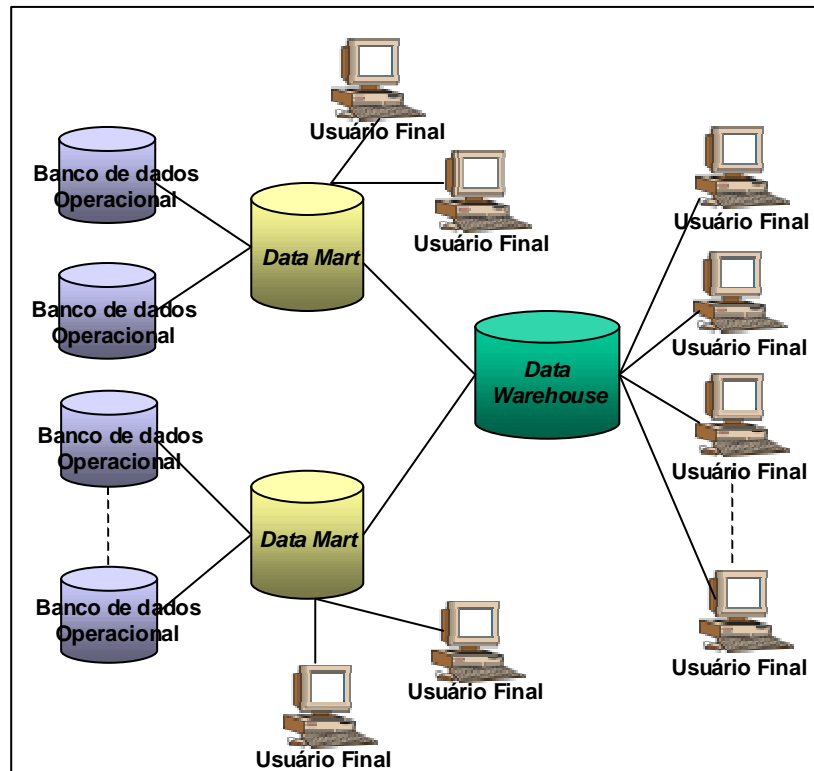 Usuário Final
Usuário Final
Banco de dados
Operacional
Data Mart
Banco de dados
Operacional
Usuário Final
Usuário Final
Data
Warehouse
Banco de dados
Operacional
Usuário Final
Data Mart
Banco de dados
Operacional
Usuário Final
Usuário Final
Usuário Final